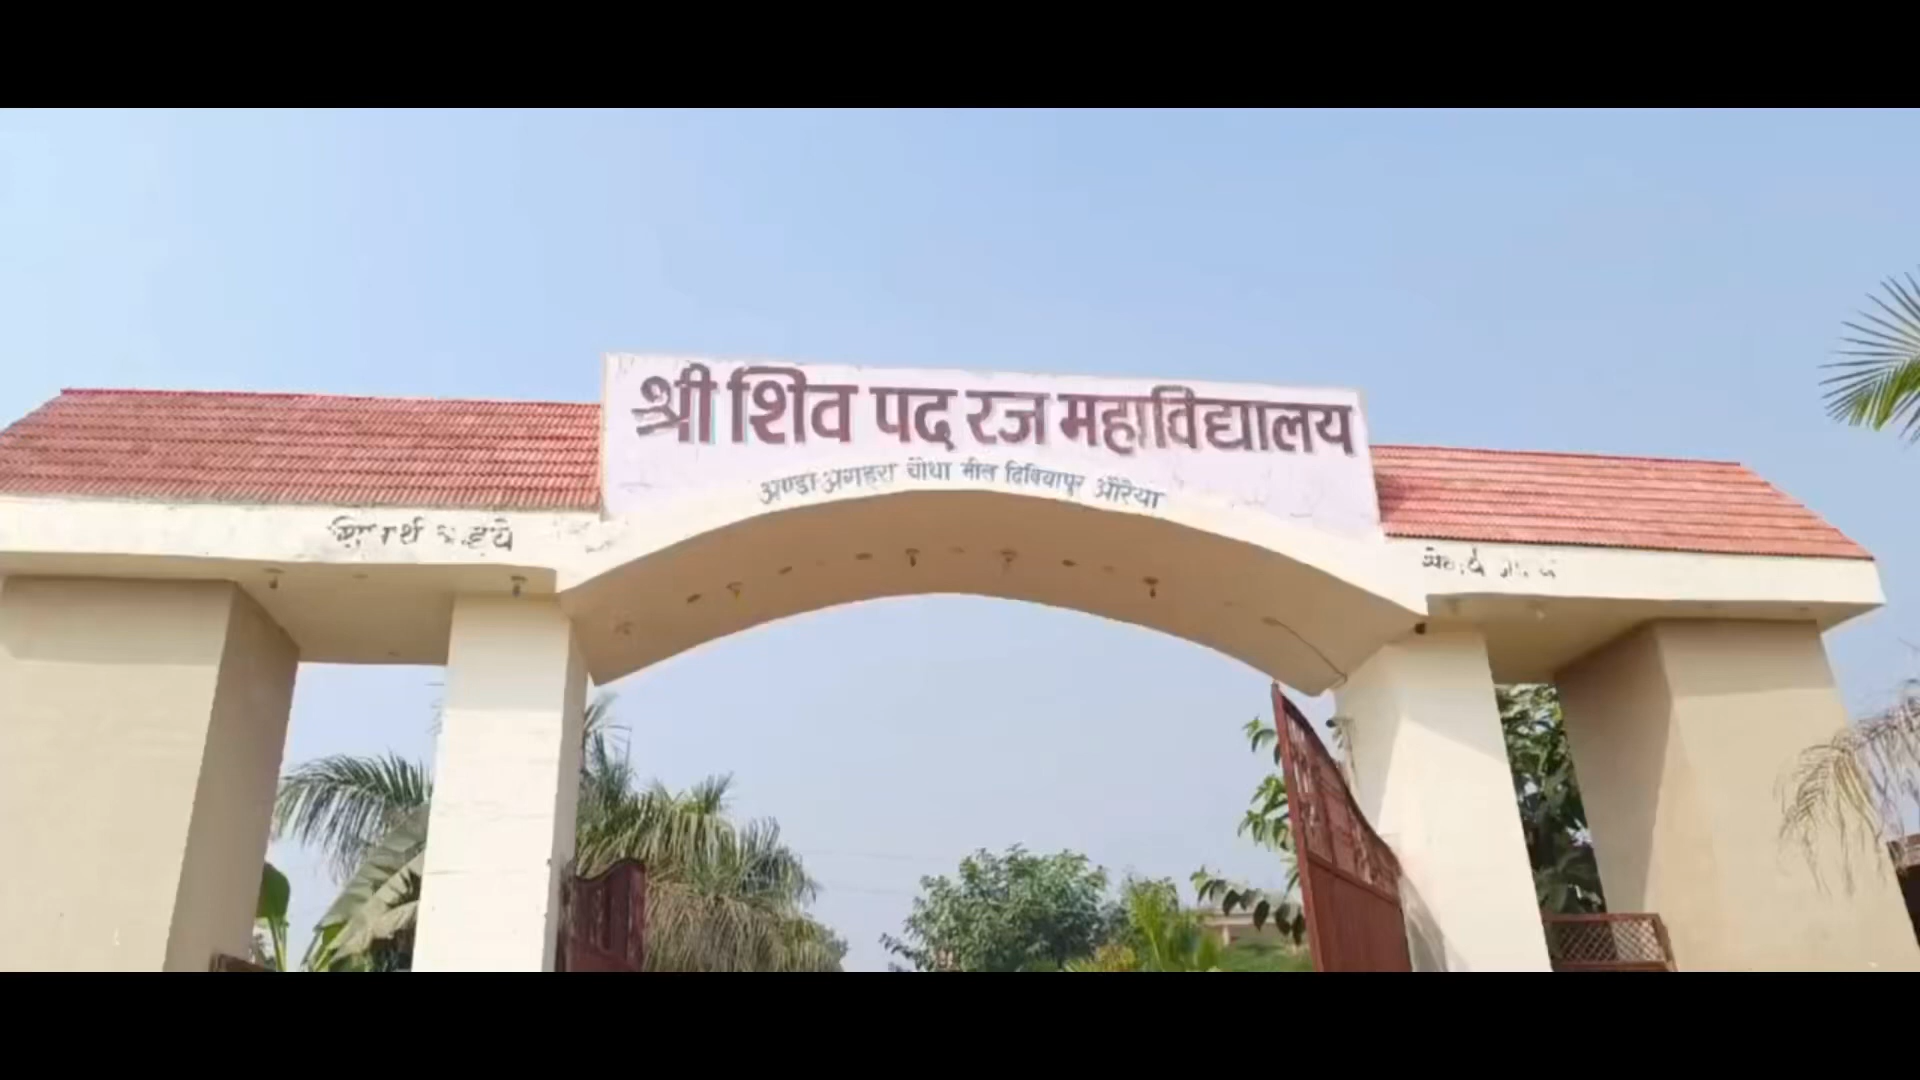 श्री शिव पद रज महाविद्यालय
अण्डा अगहरा चौथा मील दिबियापुर औरैया